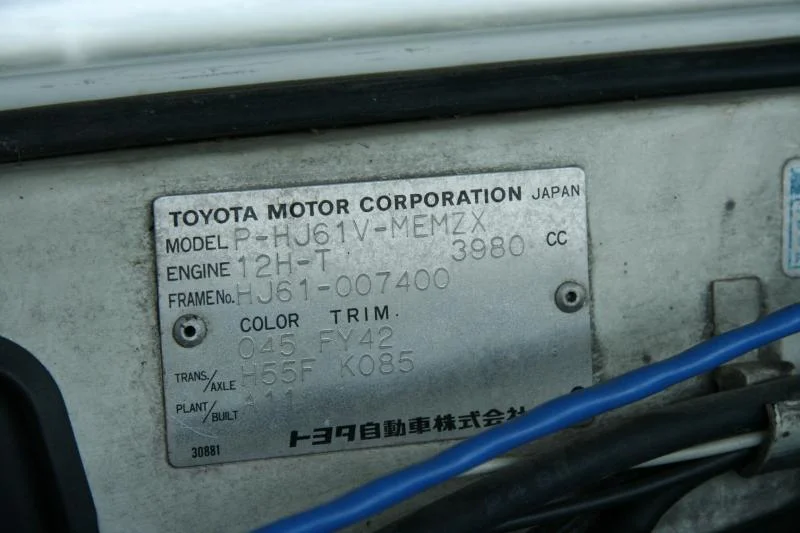 TOYOTA MOTOR CORPORATION JAPAN
MODEL P-HJ61V-MEMZX
ENGINE 12H-T 3980 CC
FRAME No. HJ61-007400
COLOR TRIM.
045 FY42
TRANS./AXLE H55F K085
PLANT/BUILT A11
トヨタ自動車株式会社
30881